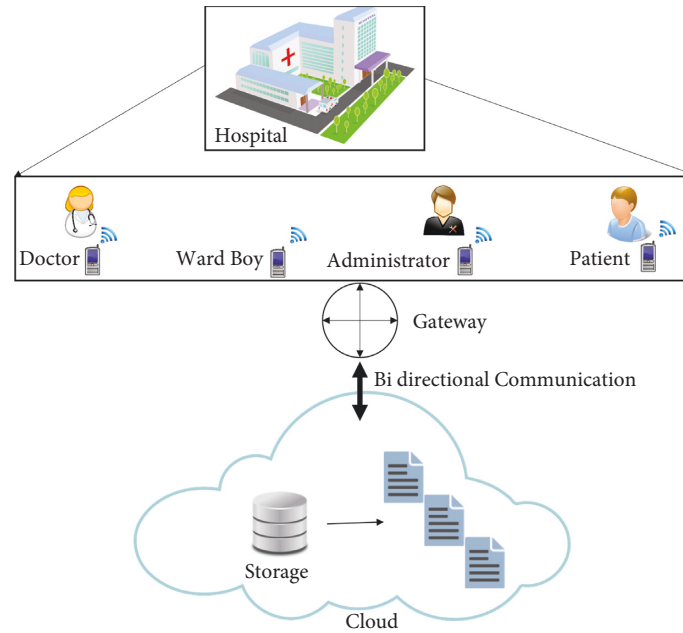 Hospital
Doctor
Ward Boy
Administrator
Patient
Gateway
Bi directional Communication
Storage
Cloud